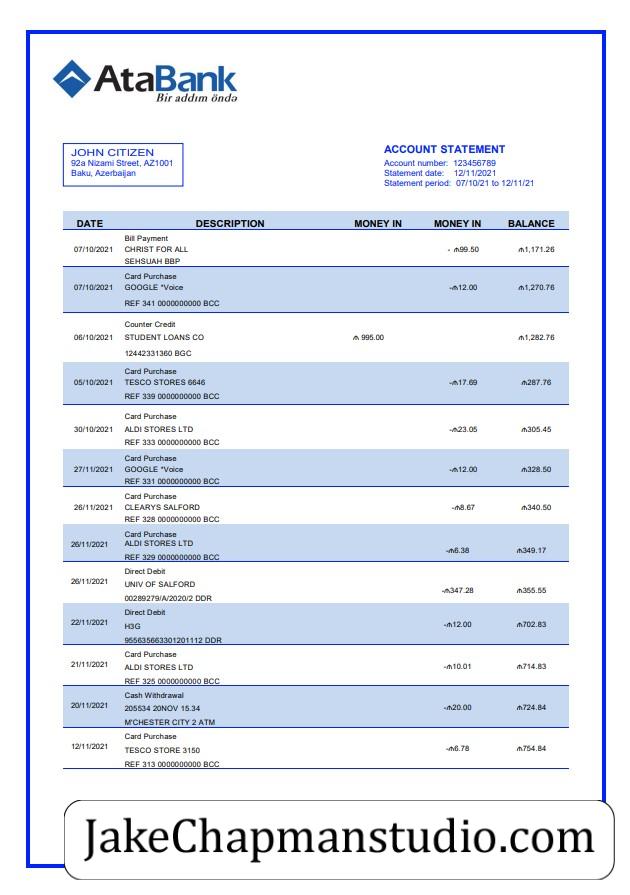 AtaBank
Bir addım öndə
JOHN CITIZEN
92a Nizami Street, AZ1001
Baku, Azerbaijan
ACCOUNT STATEMENT
Account number: 123456789
Statement date: 12/11/2021
Statement period: 07/10/21 to 12/11/21
DATE DESCRIPTION MONEY IN MONEY IN BALANCE
Bill Payment
07/10/2021 CHRIST FOR ALL - ₼99.50 ₼1,171.26
SEHSUAH BBP
Card Purchase
07/10/2021 GOOGLE *Voice -₼12.00 ₼1,270.76
REF 341 0000000000 BCC
Counter Credit
06/10/2021 STUDENT LOANS CO ₼ 995.00 ₼1,282.76
12442331360 BGC
Card Purchase
05/10/2021 TESCO STORES 6646 -₼17.69 ₼287.76
REF 339 0000000000 BCC
Card Purchase
30/10/2021 ALDI STORES LTD -₼23.05 ₼305.45
REF 333 0000000000 BCC
Card Purchase
27/11/2021 GOOGLE *Voice -₼12.00 ₼328.50
REF 331 0000000000 BCC
Card Purchase
26/11/2021 CLEARYS SALFORD -₼8.67 ₼340.50
REF 328 0000000000 BCC
Card Purchase
26/11/2021 ALDI STORES LTD -₼6.38 ₼349.17
REF 329 0000000000 BCC
Direct Debit
26/11/2021 UNIV OF SALFORD -₼347.28 ₼355.55
00289279/A/2020/2 DDR
Direct Debit
22/11/2021 H3G -₼12.00 ₼702.83
955635663301201112 DDR
Card Purchase
21/11/2021 ALDI STORES LTD -₼10.01 ₼714.83
REF 325 0000000000 BCC
Cash Withdrawal
20/11/2021 205534 20NOV 15.34 -₼20.00 ₼724.84
M'CHESTER CITY 2 ATM
Card Purchase
12/11/2021 TESCO STORE 3150 -₼6.78 ₼754.84
REF 313 0000000000 BCC
JakeChapmanstudio.com